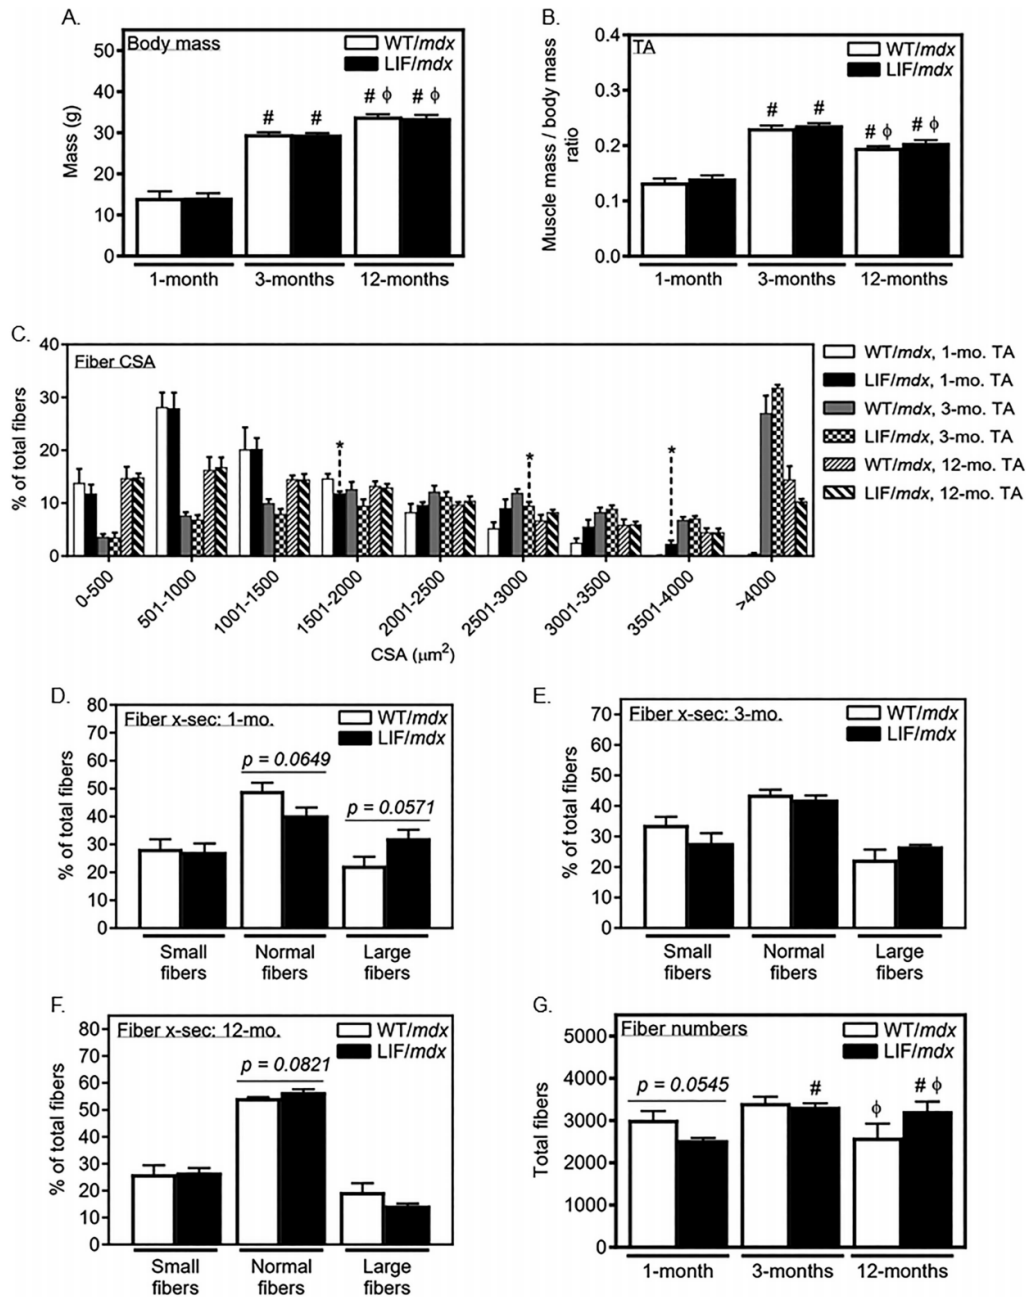 A.
Body mass
WT/mdx
LIF/mdx
Mass (g)
50
40
30
20
10
0
# # # ϕ # ϕ
1-month 3-months 12-months
B.
TA
WT/mdx
LIF/mdx
Muscle mass / body mass
ratio
0.4
0.3
0.2
0.1
0.0
# # # ϕ # ϕ
1-month 3-months 12-months
C.
Fiber CSA
% of total fibers
40
30
20
10
0
* * *
0-500 501-1000 1001-1500 1501-2000 2001-2500 2501-3000 3001-3500 3501-4000 >4000
CSA (μm²)
WT/mdx, 1-mo. TA
LIF/mdx, 1-mo. TA
WT/mdx, 3-mo. TA
LIF/mdx, 3-mo. TA
WT/mdx, 12-mo. TA
LIF/mdx, 12-mo. TA
D.
Fiber x-sec: 1-mo.
WT/mdx
LIF/mdx
% of total fibers
80
70
60
50
40
30
20
10
0
p = 0.0649
p = 0.0571
Small Normal Large
fibers fibers fibers
E.
Fiber x-sec: 3-mo.
WT/mdx
LIF/mdx
% of total fibers
70
60
50
40
30
20
10
0
Small Normal Large
fibers fibers fibers
F.
Fiber x-sec: 12-mo.
WT/mdx
LIF/mdx
% of total fibers
80
70
60
50
40
30
20
10
0
p = 0.0821
Small Normal Large
fibers fibers fibers
G.
Fiber numbers
WT/mdx
LIF/mdx
Total fibers
5000
4000
3000
2000
1000
0
p = 0.0545
# ϕ # ϕ
1-month 3-months 12-months